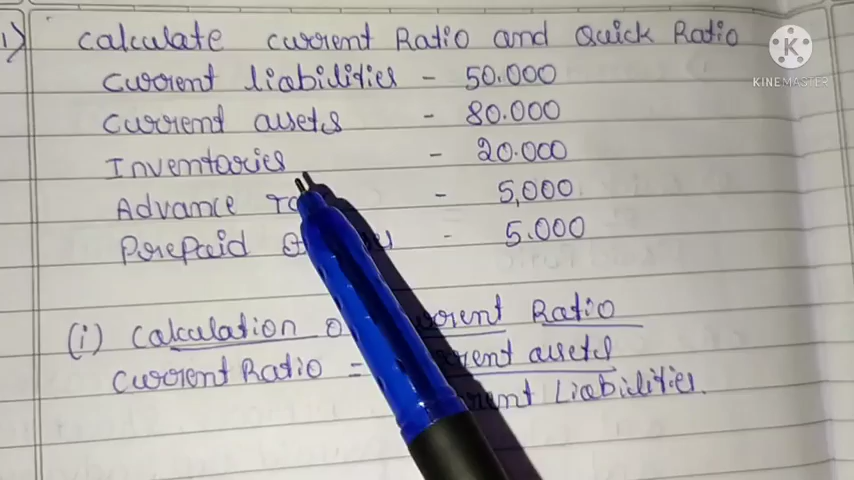 1) Calculate current Ratio and Quick Ratio
Current liabilities - 50.000
Current assets - 80.000
Inventories - 20.000
Advance - 5,000
Prepaid - 5.000
(i) Calculation Ratio
Current Ratio = assets
Liabilities.
K
KINEMASTER